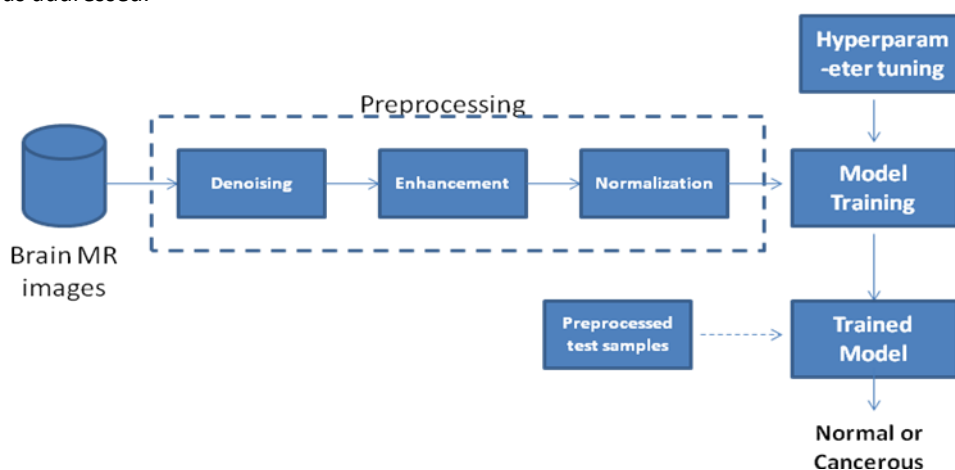 addressed.
Hyperparam
-eter tuning
Preprocessing
Denoising
Enhancement
Normalization
Model
Training
Brain MR
images
Preprocessed
test samples
Trained
Model
Normal or
Cancerous